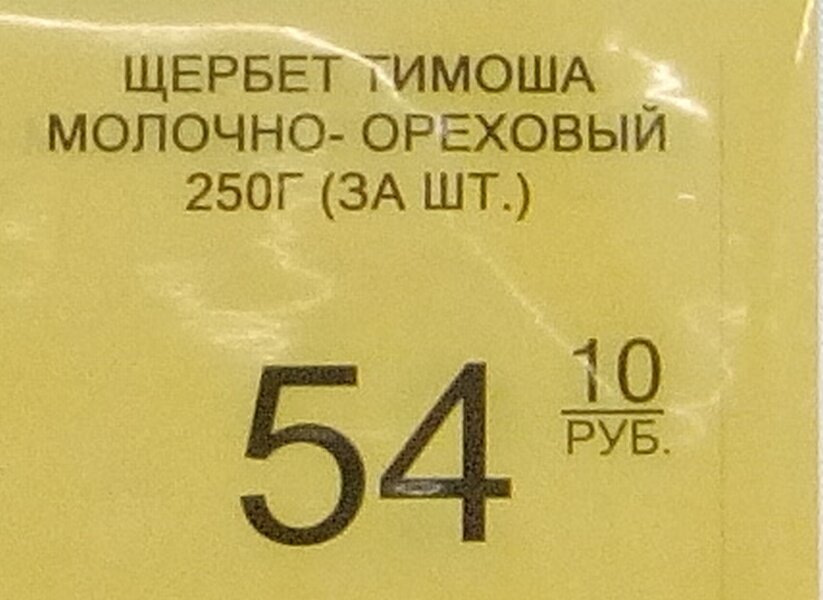 ЩЕРБЕТ ТИМОША
МОЛОЧНО- ОРЕХОВЫЙ
250Г (ЗА ШТ.)
54 10
РУБ.